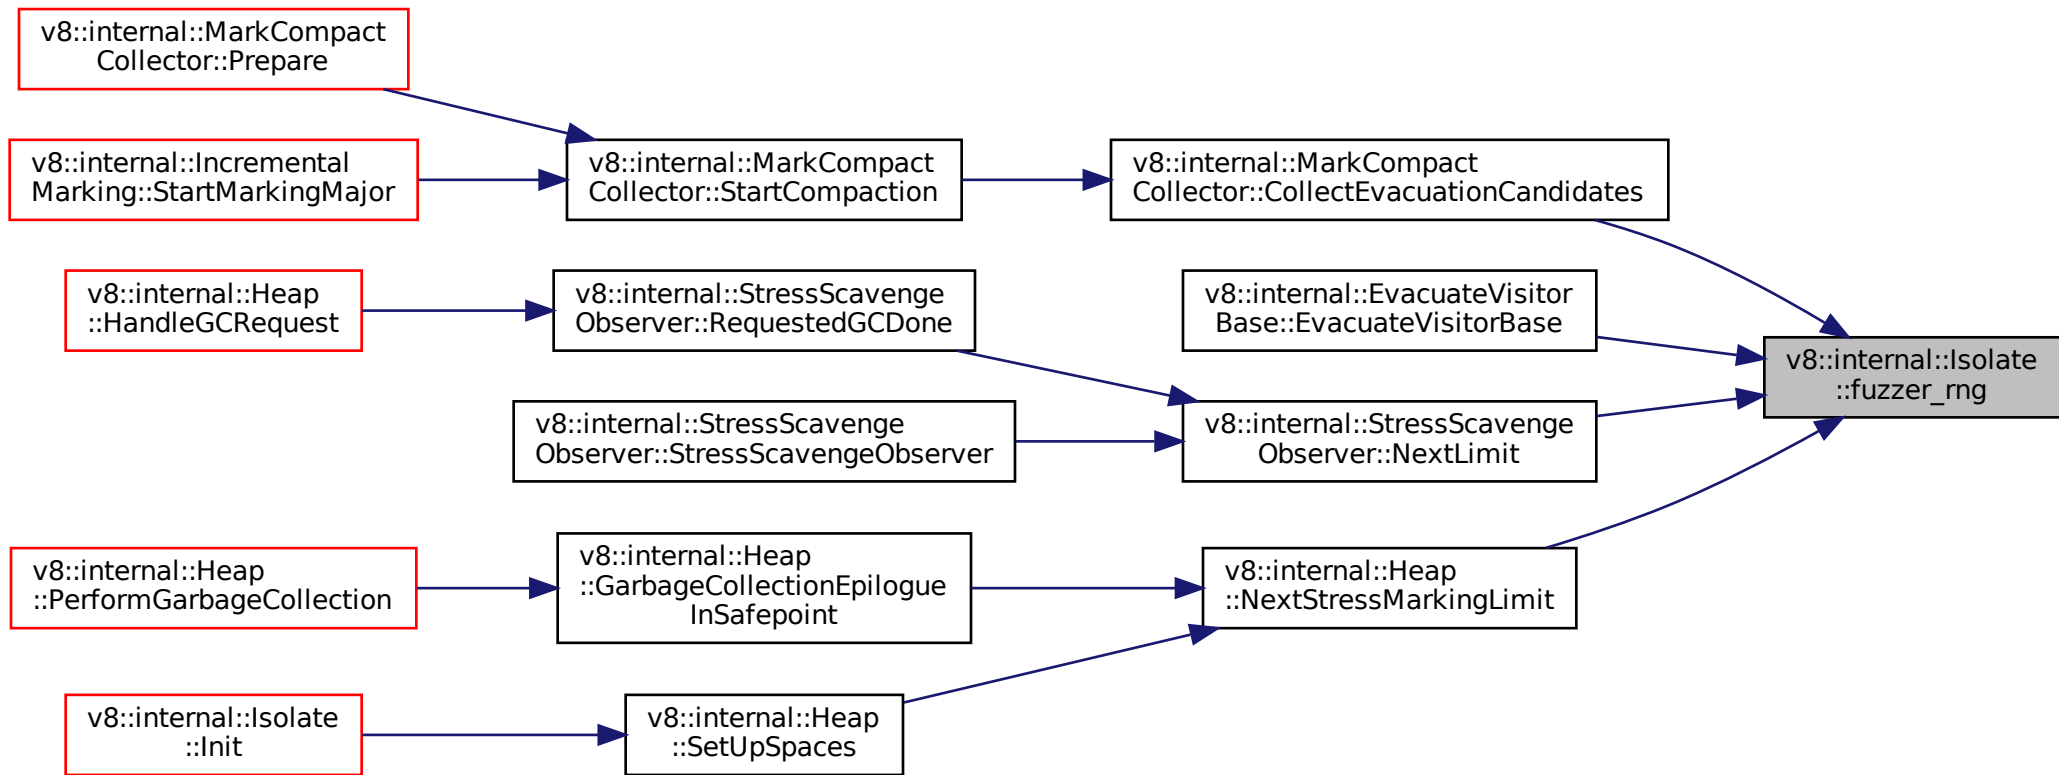 v8::internal::MarkCompact
Collector::Prepare
v8::internal::Incremental
Marking::StartMarkingMajor
v8::internal::MarkCompact
Collector::StartCompaction
v8::internal::MarkCompact
Collector::CollectEvacuationCandidates
v8::internal::Heap
::HandleGCRequest
v8::internal::StressScavenge
Observer::RequestedGCDone
v8::internal::EvacuateVisitor
Base::EvacuateVisitorBase
v8::internal::Isolate
::fuzzer_rng
v8::internal::StressScavenge
Observer::StressScavengeObserver
v8::internal::StressScavenge
Observer::NextLimit
v8::internal::Heap
::PerformGarbageCollection
v8::internal::Heap
::GarbageCollectionEpilogue
InSafepoint
v8::internal::Heap
::NextStressMarkingLimit
v8::internal::Isolate
::Init
v8::internal::Heap
::SetUpSpaces